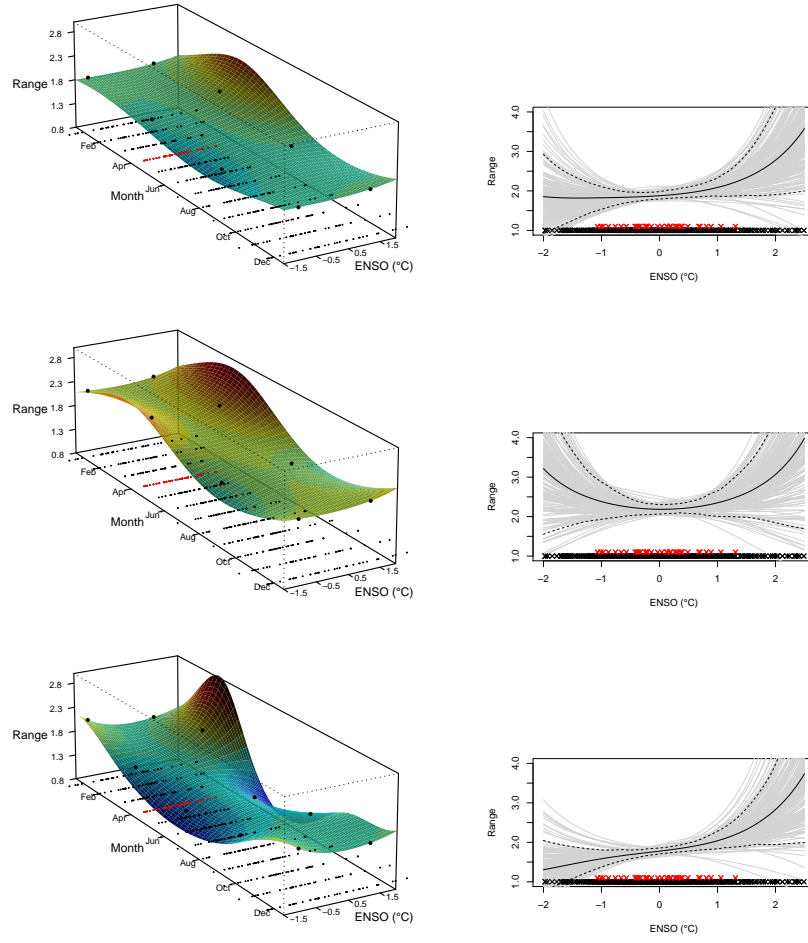 2.8
2.3
Range 1.8
1.3
0.8
Feb
Apr
Jun
Aug
Oct
Dec
Month
−1.5 −0.5 0.5 1.5
ENSO (°C)
4.0
3.0
2.0
1.0
Range
−2 −1 0 1 2
ENSO (°C)
2.8
2.3
Range 1.8
1.3
0.8
Feb
Apr
Jun
Aug
Oct
Dec
Month
−1.5 −0.5 0.5 1.5
ENSO (°C)
4.0
3.0
2.0
1.0
Range
−2 −1 0 1 2
ENSO (°C)
2.8
2.3
Range 1.8
1.3
0.8
Feb
Apr
Jun
Aug
Oct
Dec
Month
−1.5 −0.5 0.5 1.5
ENSO (°C)
4.0
3.0
2.0
1.0
Range
−2 −1 0 1 2
ENSO (°C)